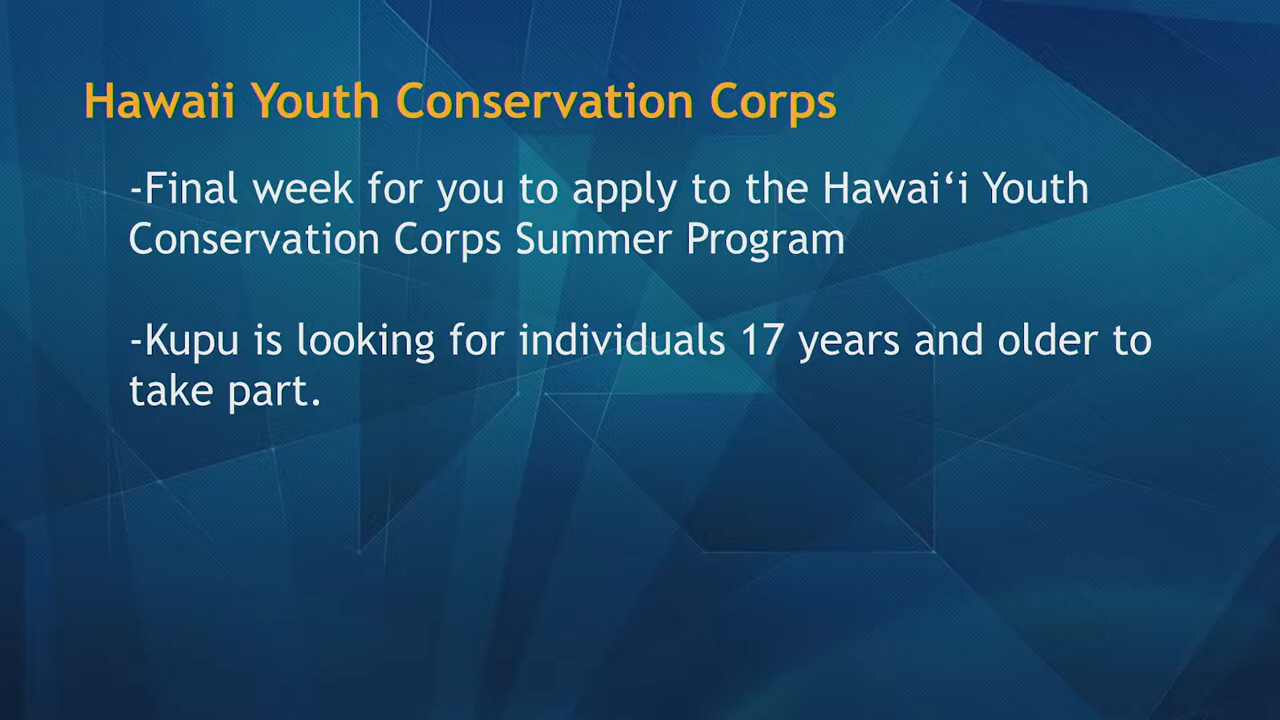 Hawaii Youth Conservation Corps
-Final week for you to apply to the Hawaiʻi Youth
Conservation Corps Summer Program
-Kupu is looking for individuals 17 years and older to
take part.